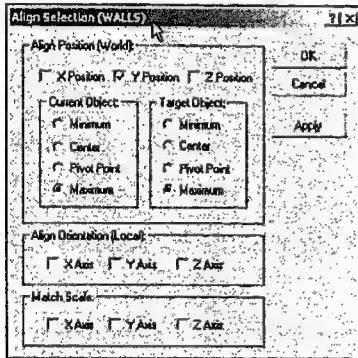 Align Selection (WALLS)
Align Position (World):
X Position Y Position Z Position
Current Object: Target Object:
Minimum Minimum
Center Center
Pivot Point Pivot Point
Maximum Maximum
Align Orientation (Local):
X Axis Y Axis Z Axis
Match Scale:
X Axis Y Axis Z Axis
OK
Cancel
Apply